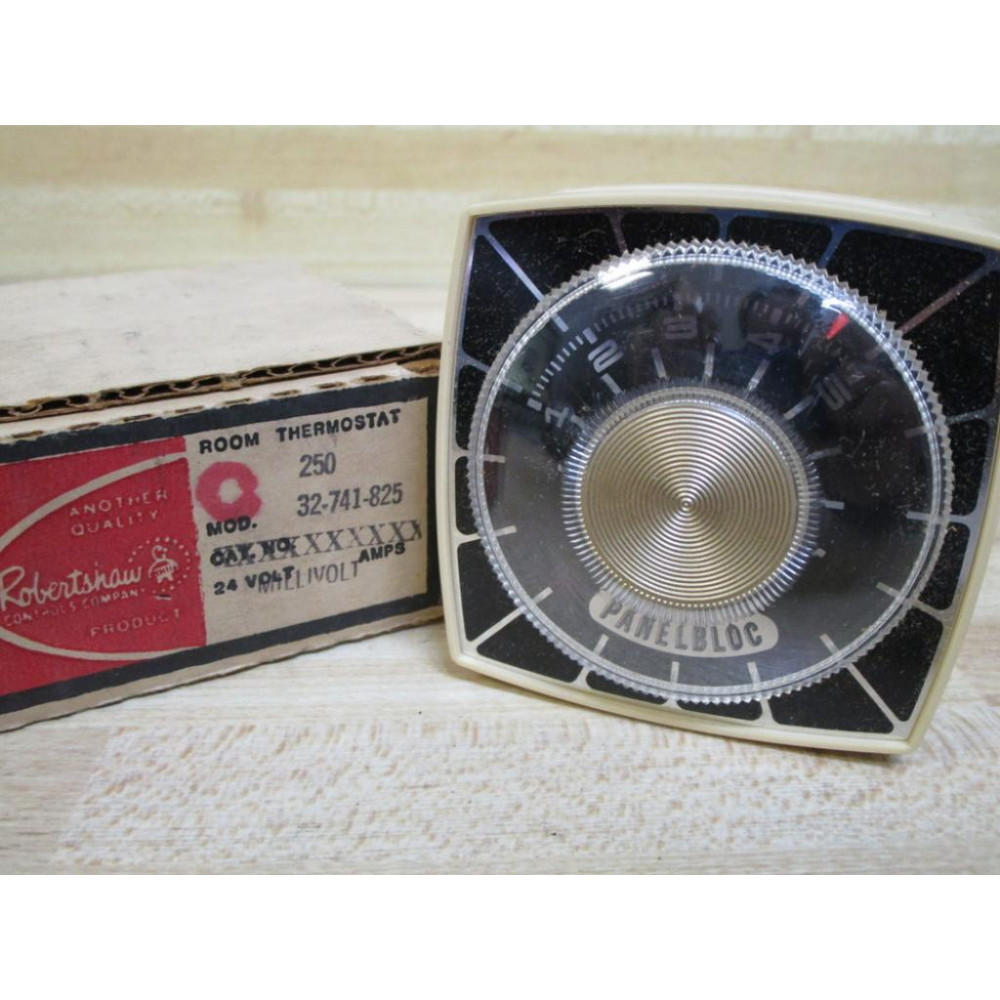 ROOM THERMOSTAT
250
MOD. 32-741-825
CAT. NO. XXXXXXXXX
24 VOLT AMPS
MILLIVOLT
ANOTHER
QUALITY
Robertshaw
CONTROLS COMPANY
PRODUCT
1 2 3 4 5
PANELBLOC